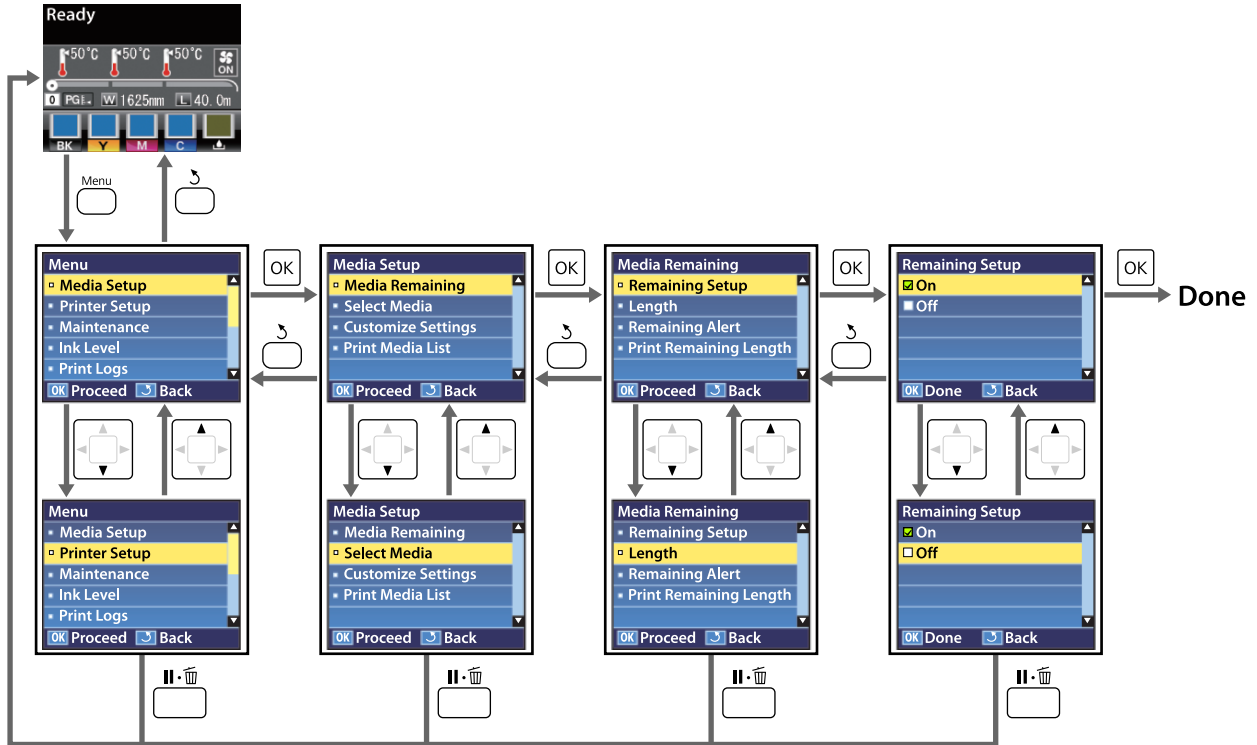 Ready
50°C 50°C 50°C ON
0 PG W 1625mm L 40.0m
BK Y M C
Menu
Menu
Media Setup
Printer Setup
Maintenance
Ink Level
Print Logs
OK Proceed Back
OK
Media Setup
Media Remaining
Select Media
Customize Settings
Print Media List
OK Proceed Back
OK
Media Remaining
Remaining Setup
Length
Remaining Alert
Print Remaining Length
OK Proceed Back
OK
Remaining Setup
On
Off
OK Done Back
OK
Done
Menu
Media Setup
Printer Setup
Maintenance
Ink Level
Print Logs
OK Proceed Back
Media Setup
Media Remaining
Select Media
Customize Settings
Print Media List
OK Proceed Back
Media Remaining
Remaining Setup
Length
Remaining Alert
Print Remaining Length
OK Proceed Back
Remaining Setup
On
Off
OK Done Back